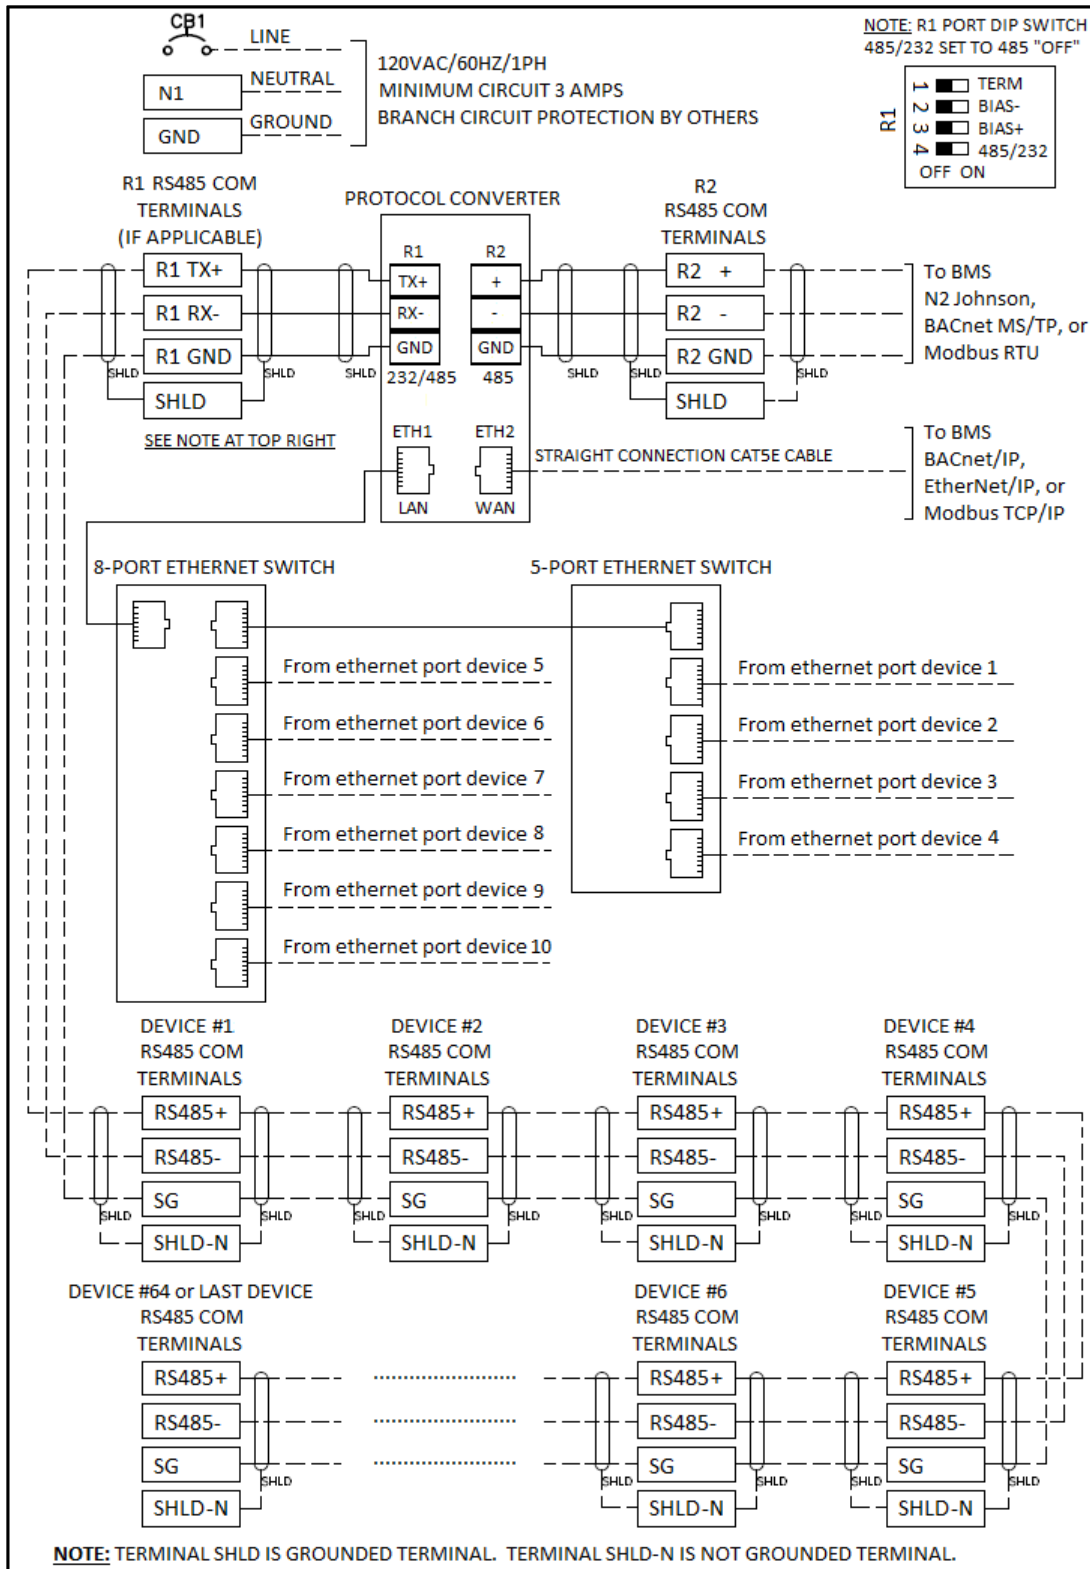 CB1
LINE
N1
NEUTRAL
GND
GROUND
120VAC/60HZ/1PH
MINIMUM CIRCUIT 3 AMPS
BRANCH CIRCUIT PROTECTION BY OTHERS
NOTE: R1 PORT DIP SWITCH
485/232 SET TO 485 "OFF"
R1
1 TERM
2 BIAS-
3 BIAS+
4 485/232
OFF ON
R1 RS485 COM
TERMINALS
(IF APPLICABLE)
R1 TX+
R1 RX-
R1 GND
SHLD
SHLD
SHLD
SHLD
SEE NOTE AT TOP RIGHT
PROTOCOL CONVERTER
R1
R2
TX+
+
RX-
-
GND
GND
232/485
485
ETH1
ETH2
LAN
WAN
R2
RS485 COM
TERMINALS
R2 +
R2 -
R2 GND
SHLD
SHLD
SHLD
SHLD
To BMS
N2 Johnson,
BACnet MS/TP, or
Modbus RTU
STRAIGHT CONNECTION CAT5E CABLE
To BMS
BACnet/IP,
EtherNet/IP, or
Modbus TCP/IP
8-PORT ETHERNET SWITCH
From ethernet port device 5
From ethernet port device 6
From ethernet port device 7
From ethernet port device 8
From ethernet port device 9
From ethernet port device 10
5-PORT ETHERNET SWITCH
From ethernet port device 1
From ethernet port device 2
From ethernet port device 3
From ethernet port device 4
DEVICE #1
RS485 COM
TERMINALS
RS485+
RS485-
SG
SHLD-N
SHLD
SHLD
DEVICE #2
RS485 COM
TERMINALS
RS485+
RS485-
SG
SHLD-N
SHLD
SHLD
DEVICE #3
RS485 COM
TERMINALS
RS485+
RS485-
SG
SHLD-N
SHLD
SHLD
DEVICE #4
RS485 COM
TERMINALS
RS485+
RS485-
SG
SHLD-N
SHLD
SHLD
DEVICE #64 or LAST DEVICE
RS485 COM
TERMINALS
RS485+
RS485-
SG
SHLD-N
SHLD
DEVICE #6
RS485 COM
TERMINALS
RS485+
RS485-
SG
SHLD-N
SHLD
SHLD
DEVICE #5
RS485 COM
TERMINALS
RS485+
RS485-
SG
SHLD-N
SHLD
SHLD
NOTE: TERMINAL SHLD IS GROUNDED TERMINAL. TERMINAL SHLD-N IS NOT GROUNDED TERMINAL.